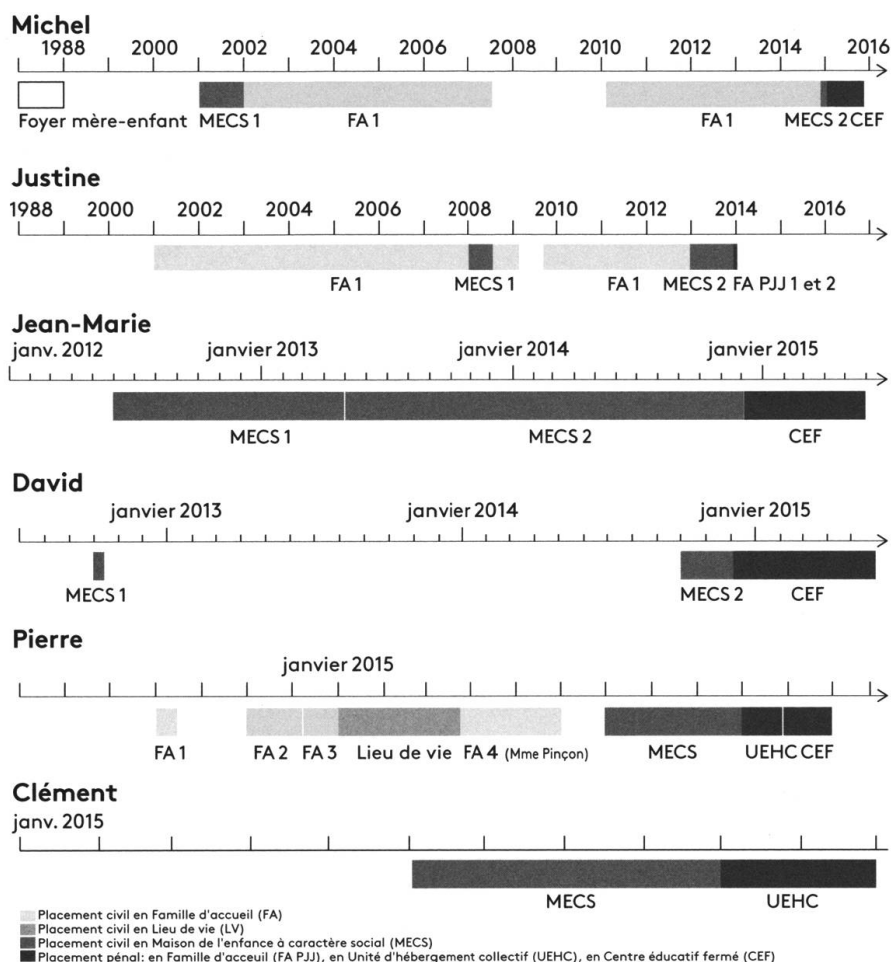 Michel
1988 2000 2002 2004 2006 2008 2010 2012 2014 2016
Foyer mère-enfant MECS 1 FA 1 FA 1 MECS 2 CEF
Justine
1988 2000 2002 2004 2006 2008 2010 2012 2014 2016
FA 1 MECS 1 FA 1 MECS 2 FA PJJ 1 et 2
Jean-Marie
janv. 2012 janvier 2013 janvier 2014 janvier 2015
MECS 1 MECS 2 CEF
David
janvier 2013 janvier 2014 janvier 2015
MECS 1 MECS 2 CEF
Pierre
janvier 2015
FA 1 FA 2 FA 3 Lieu de vie FA 4 (Mme Pinçon) MECS UEHC CEF
Clément
janv. 2015
MECS UEHC
Placement civil en Famille d'accueil (FA)
Placement civil en Lieu de vie (LV)
Placement civil en Maison de l'enfance à caractère social (MECS)
Placement pénal: en Famille d'acceuil (FA PJJ), en Unité d'hébergement collectif (UEHC), en Centre éducatif fermé (CEF)